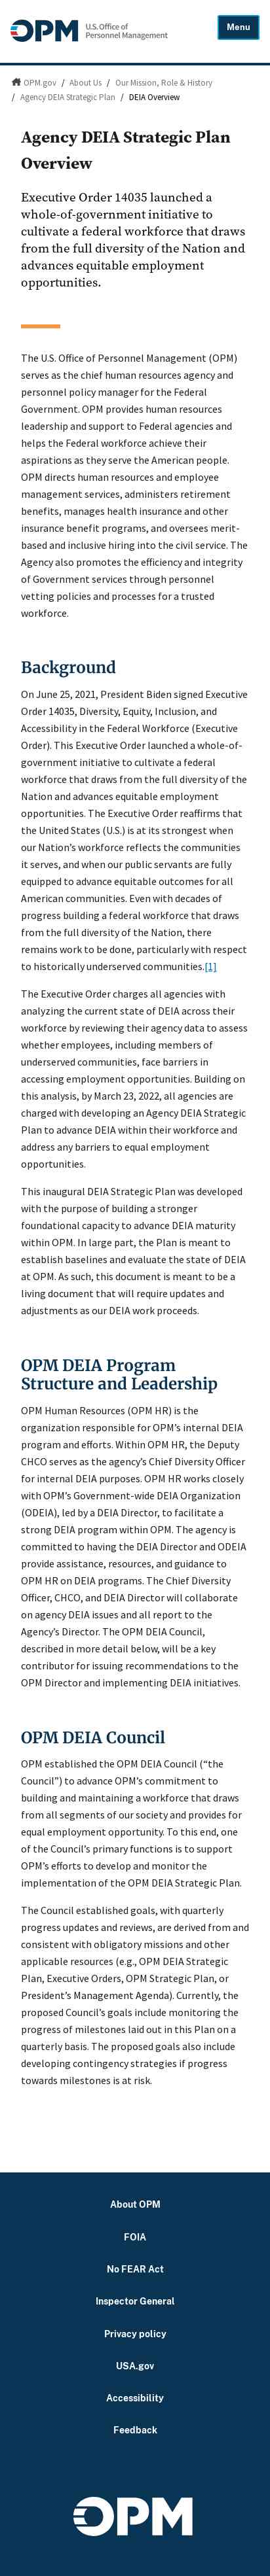 OPM U.S. Office of
Personnel Management
Menu
OPM.gov / About Us / Our Mission, Role & History
/ Agency DEIA Strategic Plan / DEIA Overview
Agency DEIA Strategic Plan
Overview
Executive Order 14035 launched a
whole-of-government initiative to
cultivate a federal workforce that draws
from the full diversity of the Nation and
advances equitable employment
opportunities.
The U.S. Office of Personnel Management (OPM)
serves as the chief human resources agency and
personnel policy manager for the Federal
Government. OPM provides human resources
leadership and support to Federal agencies and
helps the Federal workforce achieve their
aspirations as they serve the American people.
OPM directs human resources and employee
management services, administers retirement
benefits, manages health insurance and other
insurance benefit programs, and oversees merit-
based and inclusive hiring into the civil service. The
Agency also promotes the efficiency and integrity
of Government services through personnel
vetting policies and processes for a trusted
workforce.
Background
On June 25, 2021, President Biden signed Executive
Order 14035, Diversity, Equity, Inclusion, and
Accessibility in the Federal Workforce (Executive
Order). This Executive Order launched a whole-of-
government initiative to cultivate a federal
workforce that draws from the full diversity of the
Nation and advances equitable employment
opportunities. The Executive Order reaffirms that
the United States (U.S.) is at its strongest when
our Nation’s workforce reflects the communities
it serves, and when our public servants are fully
equipped to advance equitable outcomes for all
American communities. Even with decades of
progress building a federal workforce that draws
from the full diversity of the Nation, there
remains work to be done, particularly with respect
to historically underserved communities.[1]
The Executive Order charges all agencies with
analyzing the current state of DEIA across their
workforce by reviewing their agency data to assess
whether employees, including members of
underserved communities, face barriers in
accessing employment opportunities. Building on
this analysis, by March 23, 2022, all agencies are
charged with developing an Agency DEIA Strategic
Plan to advance DEIA within their workforce and
address any barriers to equal employment
opportunities.
This inaugural DEIA Strategic Plan was developed
with the purpose of building a stronger
foundational capacity to advance DEIA maturity
within OPM. In large part, the Plan is meant to
establish baselines and evaluate the state of DEIA
at OPM. As such, this document is meant to be a
living document that will require updates and
adjustments as our DEIA work proceeds.
OPM DEIA Program
Structure and Leadership
OPM Human Resources (OPM HR) is the
organization responsible for OPM’s internal DEIA
program and efforts. Within OPM HR, the Deputy
CHCO serves as the agency’s Chief Diversity Officer
for internal DEIA purposes. OPM HR works closely
with OPM’s Government-wide DEIA Organization
(ODEIA), led by a DEIA Director, to facilitate a
strong DEIA program within OPM. The agency is
committed to having the DEIA Director and ODEIA
provide assistance, resources, and guidance to
OPM HR on DEIA programs. The Chief Diversity
Officer, CHCO, and DEIA Director will collaborate
on agency DEIA issues and all report to the
Agency’s Director. The OPM DEIA Council,
described in more detail below, will be a key
contributor for issuing recommendations to the
OPM Director and implementing DEIA initiatives.
OPM DEIA Council
OPM established the OPM DEIA Council (“the
Council”) to advance OPM’s commitment to
building and maintaining a workforce that draws
from all segments of our society and provides for
equal employment opportunity. To this end, one
of the Council’s primary functions is to support
OPM’s efforts to develop and monitor the
implementation of the OPM DEIA Strategic Plan.
The Council established goals, with quarterly
progress updates and reviews, are derived from and
consistent with obligatory missions and other
applicable resources (e.g., OPM DEIA Strategic
Plan, Executive Orders, OPM Strategic Plan, or
President’s Management Agenda). Currently, the
proposed Council’s goals include monitoring the
progress of milestones laid out in this Plan on a
quarterly basis. The proposed goals also include
developing contingency strategies if progress
towards milestones is at risk.
About OPM
FOIA
No FEAR Act
Inspector General
Privacy policy
USA.gov
Accessibility
Feedback
OPM